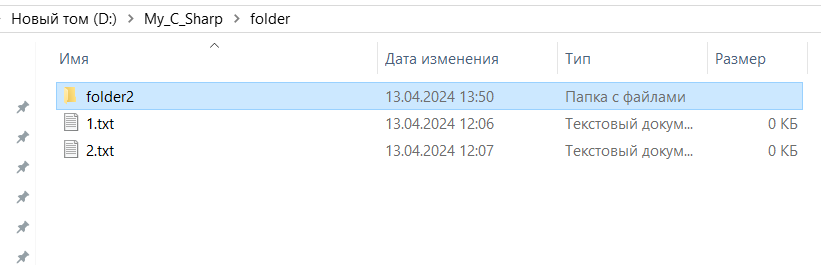 Новый том (D:) > My_C_Sharp > folder
Имя Дата изменения Тип Размер
folder2 13.04.2024 13:50 Папка с файлами
1.txt 13.04.2024 12:06 Текстовый докум... 0 КБ
2.txt 13.04.2024 12:07 Текстовый докум... 0 КБ